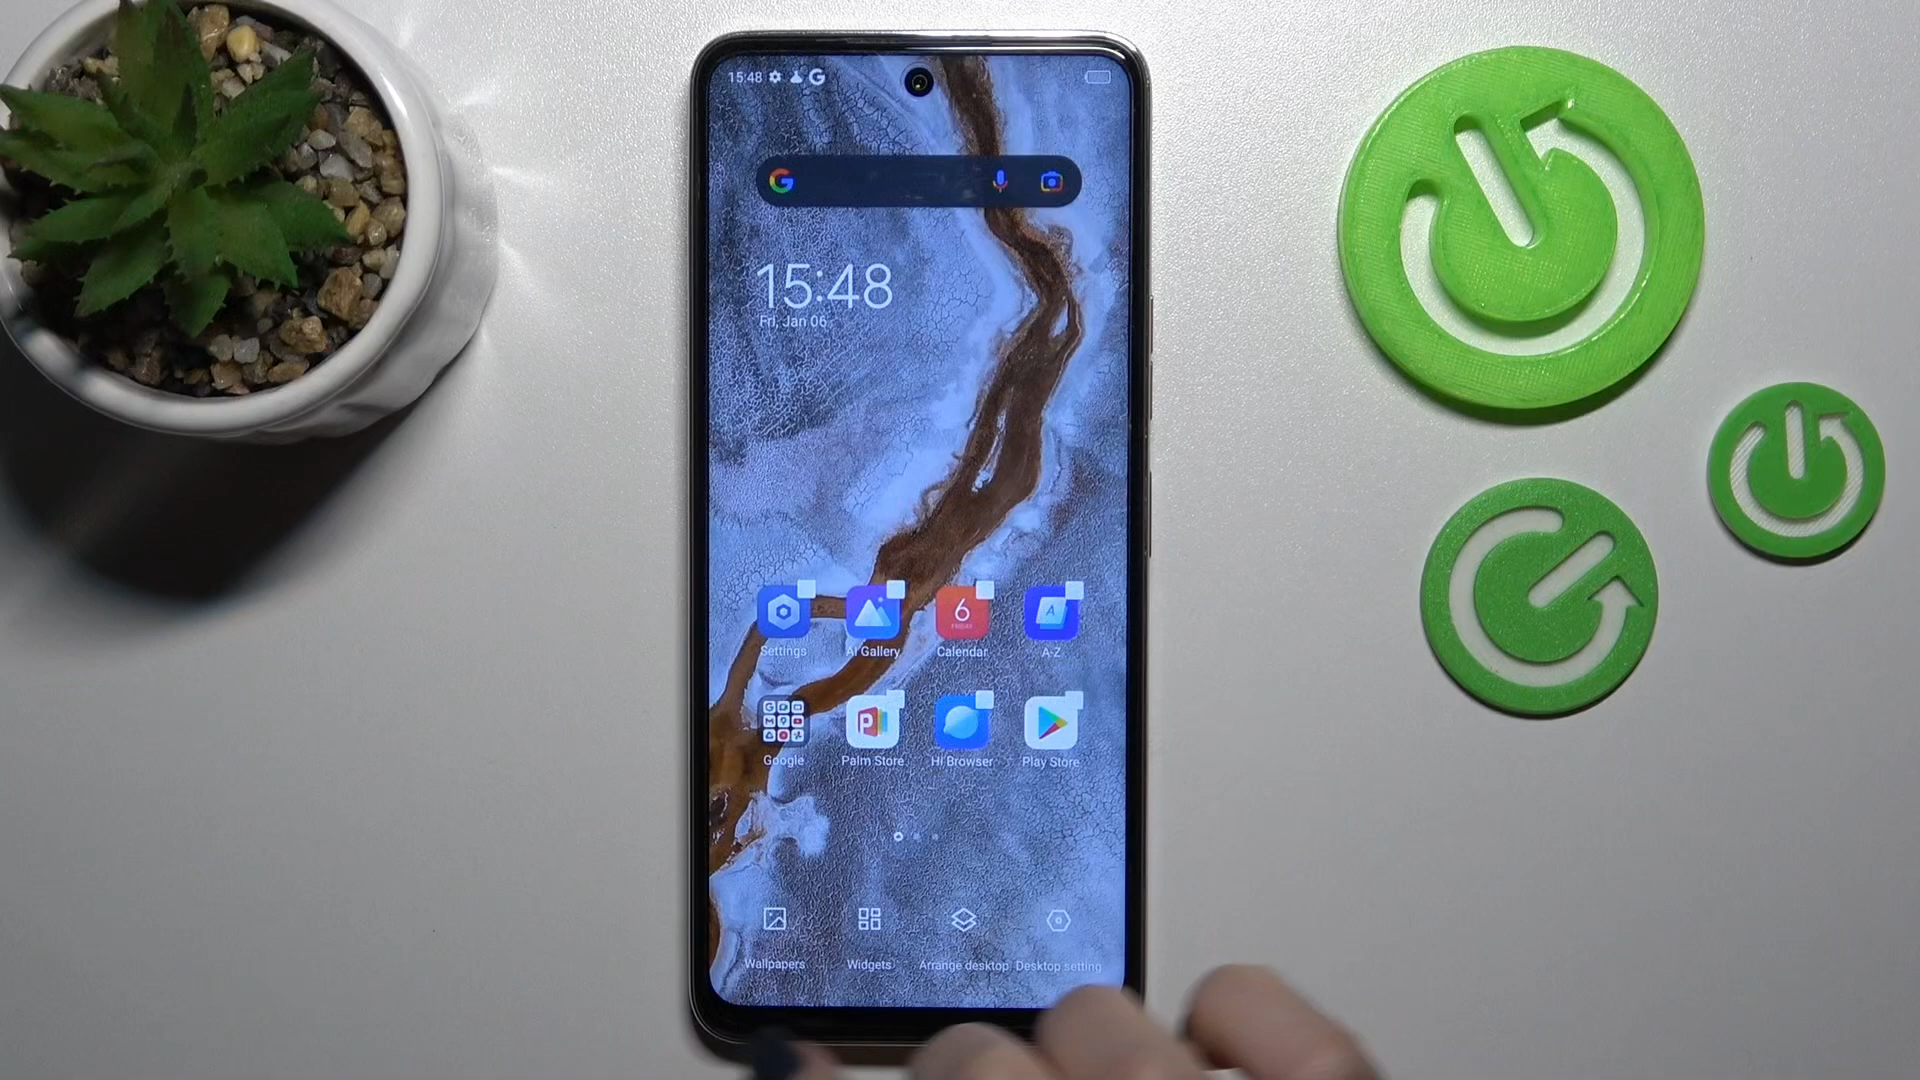 15:48
15:48
Fri, Jan 06
6
FRIDAY
A
Settings
AI Gallery
Calendar
A-Z
Google
Palm Store
Hi Browser
Play Store
Wallpapers
Widgets
Arrange desktop
Desktop setting